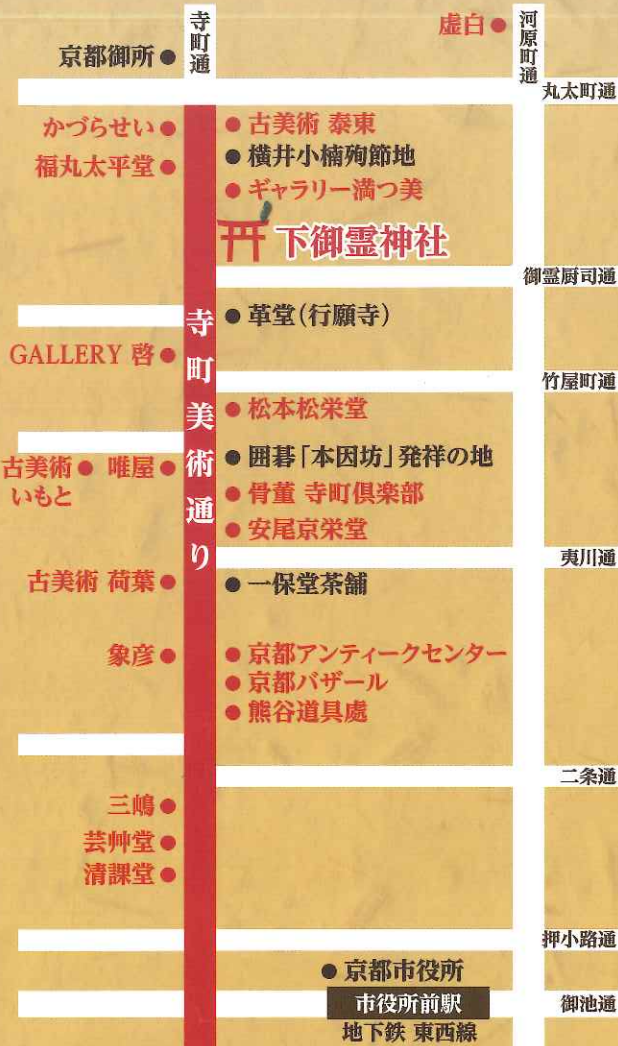 寺町通
河原町通
虚白
京都御所
丸太町通
かづらせい
古美術 泰東
福丸太平堂
横井小楠殉節地
ギャラリー満つ美
下御霊神社
御霊厨司通
寺町美術通り
革堂(行願寺)
GALLERY 啓
竹屋町通
松本松栄堂
古美術
いもと
唯屋
囲碁「本因坊」発祥の地
骨董 寺町倶楽部
安尾京栄堂
夷川通
古美術 荷葉
一保堂茶舗
象彦
京都アンティークセンター
京都バザール
熊谷道具處
二条通
三嶋
芸艸堂
清課堂
押小路通
京都市役所
市役所前駅
御池通
地下鉄 東西線